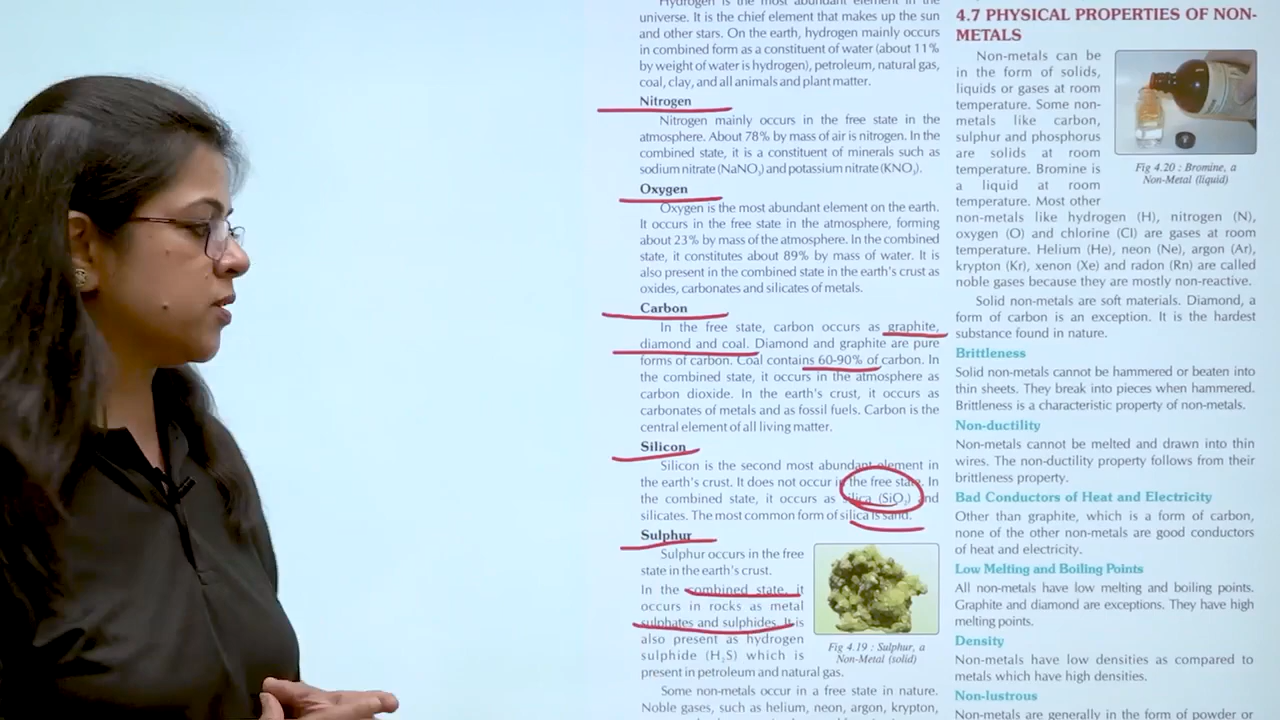 Hydrogen is the most abundant element in the
universe. It is the chief element that makes up the sun
and other stars. On the earth, hydrogen mainly occurs
in combined form as a constituent of water (about 11%
by weight of water is hydrogen), petroleum, natural gas,
coal, clay, and all animals and plant matter.
Nitrogen
Nitrogen mainly occurs in the free state in the
atmosphere. About 78% by mass of air is nitrogen. In the
combined state, it is a constituent of minerals such as
sodium nitrate (NaNO₃) and potassium nitrate (KNO₃).
Oxygen
Oxygen is the most abundant element on the earth.
It occurs in the free state in the atmosphere, forming
about 23% by mass of the atmosphere. In the combined
state, it constitutes about 89% by mass of water. It is
also present in the combined state in the earth's crust as
oxides, carbonates and silicates of metals.
Carbon
In the free state, carbon occurs as graphite,
diamond and coal. Diamond and graphite are pure
forms of carbon. Coal contains 60-90% of carbon. In
the combined state, it occurs in the atmosphere as
carbon dioxide. In the earth's crust, it occurs as
carbonates of metals and as fossil fuels. Carbon is the
central element of all living matter.
Silicon
Silicon is the second most abundant element in
the earth's crust. It does not occur in the free state. In
the combined state, it occurs as silica (SiO₂) and
silicates. The most common form of silica is sand.
Sulphur
Sulphur occurs in the free
state in the earth's crust.
In the combined state, it
occurs in rocks as metal
sulphates and sulphides. It is
also present as hydrogen
sulphide (H₂S) which is
present in petroleum and natural gas.
Fig 4.19 : Sulphur, a
Non-Metal (solid)
Some non-metals occur in a free state in nature.
Noble gases, such as helium, neon, argon, krypton,
4.7 PHYSICAL PROPERTIES OF NON-
METALS
Non-metals can be
in the form of solids,
liquids or gases at room
temperature. Some non-
metals like carbon,
sulphur and phosphorus
are solids at room
temperature. Bromine is
a liquid at room
temperature. Most other
non-metals like hydrogen (H), nitrogen (N),
oxygen (O) and chlorine (Cl) are gases at room
temperature. Helium (He), neon (Ne), argon (Ar),
krypton (Kr), xenon (Xe) and radon (Rn) are called
noble gases because they are mostly non-reactive.
Fig 4.20 : Bromine, a
Non-Metal (liquid)
Solid non-metals are soft materials. Diamond, a
form of carbon is an exception. It is the hardest
substance found in nature.
Brittleness
Solid non-metals cannot be hammered or beaten into
thin sheets. They break into pieces when hammered.
Brittleness is a characteristic property of non-metals.
Non-ductility
Non-metals cannot be melted and drawn into thin
wires. The non-ductility property follows from their
brittleness property.
Bad Conductors of Heat and Electricity
Other than graphite, which is a form of carbon,
none of the other non-metals are good conductors
of heat and electricity.
Low Melting and Boiling Points
All non-metals have low melting and boiling points.
Graphite and diamond are exceptions. They have high
melting points.
Density
Non-metals have low densities as compared to
metals which have high densities.
Non-lustrous
Non-metals are generally in the form of powder or